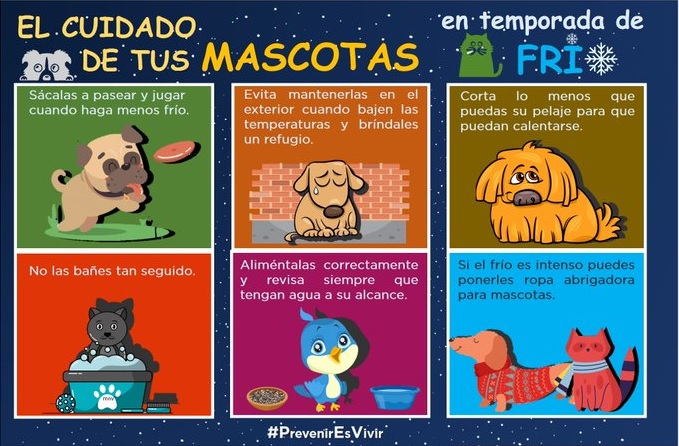 EL CUIDADO
DE TUS MASCOTAS
en temporada de
FRIO
Sácalas a pasear y jugar
cuando haga menos frío.
Evita mantenerlas en el
exterior cuando bajen las
temperaturas y bríndales
un refugio.
Corta lo menos que
puedas su pelaje para que
puedan calentarse.
No las bañes tan seguido.
Aliméntalas correctamente
y revisa siempre que
tengan agua a su alcance.
Si el frío es intenso puedes
ponerles ropa abrigadora
para mascotas.
#PrevenirEsVivir